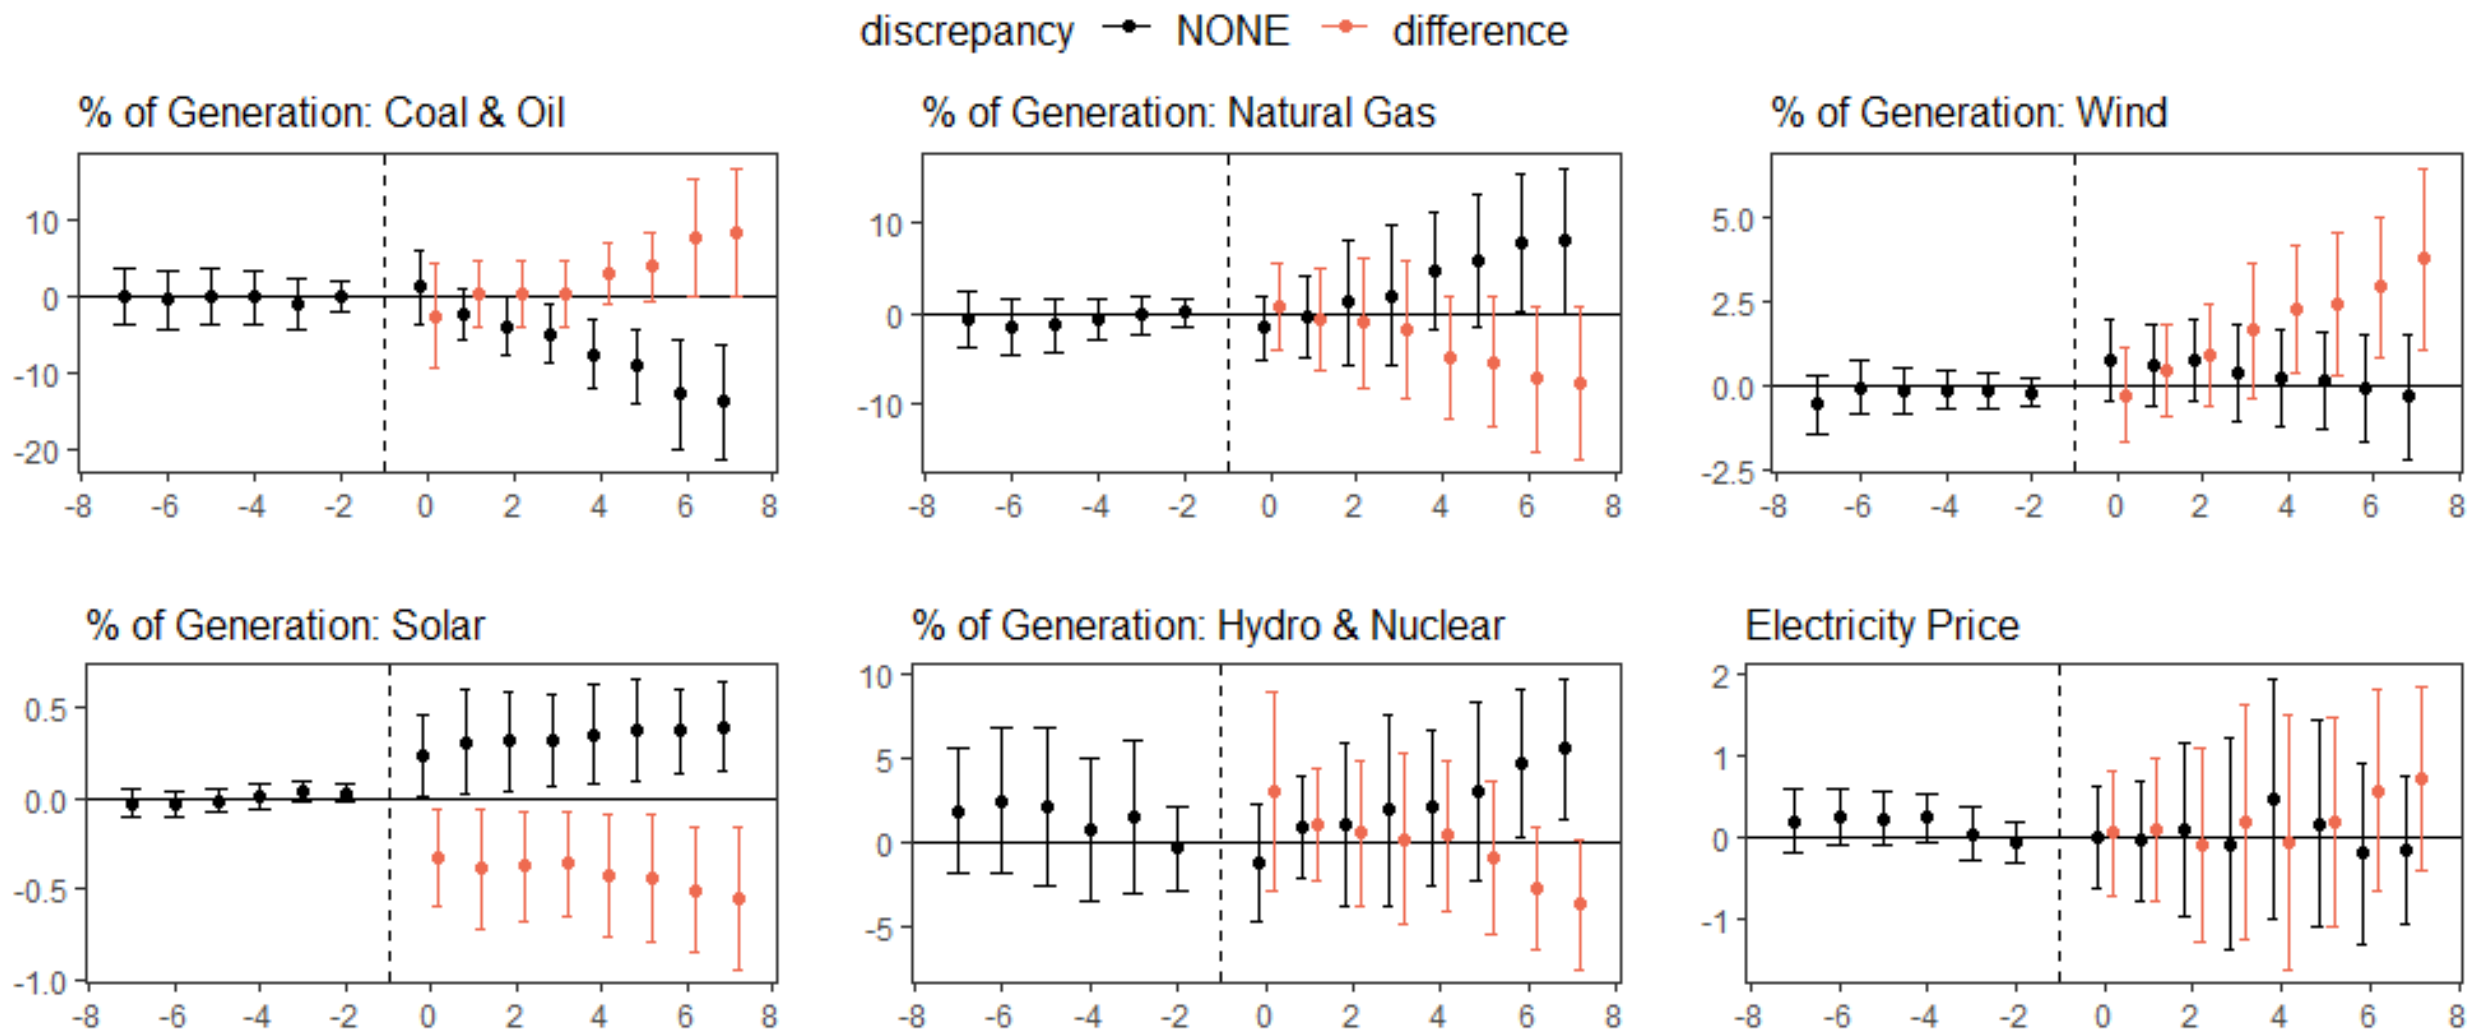 discrepancy NONE difference
% of Generation: Coal & Oil
10
0
-10
-20
-8 -6 -4 -2 0 2 4 6 8
% of Generation: Natural Gas
10
0
-10
-8 -6 -4 -2 0 2 4 6 8
% of Generation: Wind
5.0
2.5
0.0
-2.5
-8 -6 -4 -2 0 2 4 6 8
% of Generation: Solar
0.5
0.0
-0.5
-1.0
-8 -6 -4 -2 0 2 4 6 8
% of Generation: Hydro & Nuclear
10
5
0
-5
-8 -6 -4 -2 0 2 4 6 8
Electricity Price
2
1
0
-1
-8 -6 -4 -2 0 2 4 6 8